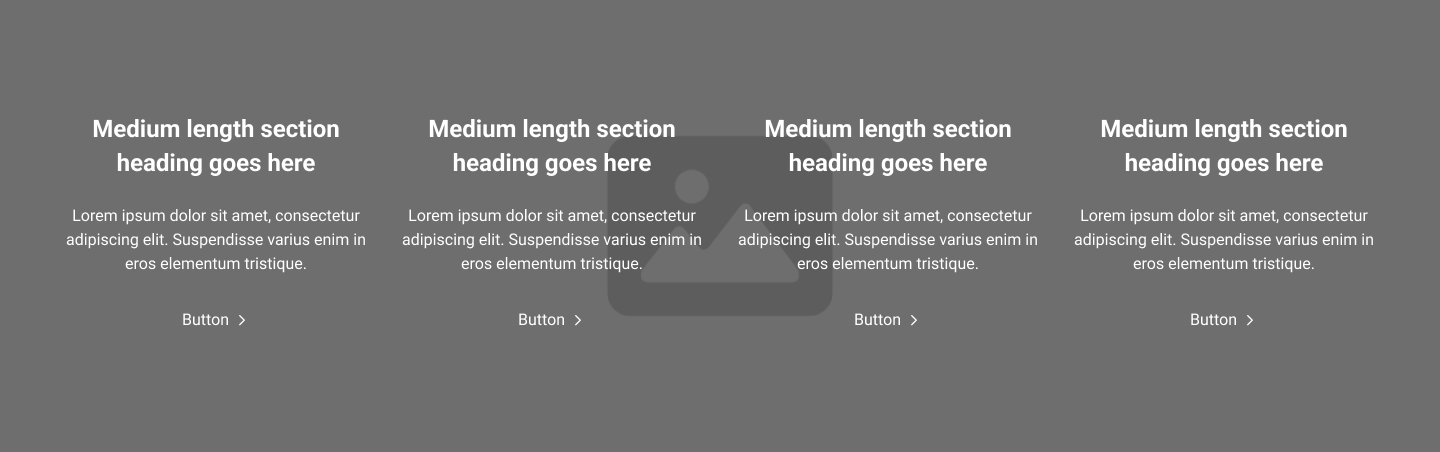 Medium length section
heading goes here
Lorem ipsum dolor sit amet, consectetur
adipiscing elit. Suspendisse varius enim in
eros elementum tristique.
Button
Medium length section
heading goes here
Lorem ipsum dolor sit amet, consectetur
adipiscing elit. Suspendisse varius enim in
eros elementum tristique.
Button
Medium length section
heading goes here
Lorem ipsum dolor sit amet, consectetur
adipiscing elit. Suspendisse varius enim in
eros elementum tristique.
Button
Medium length section
heading goes here
Lorem ipsum dolor sit amet, consectetur
adipiscing elit. Suspendisse varius enim in
eros elementum tristique.
Button